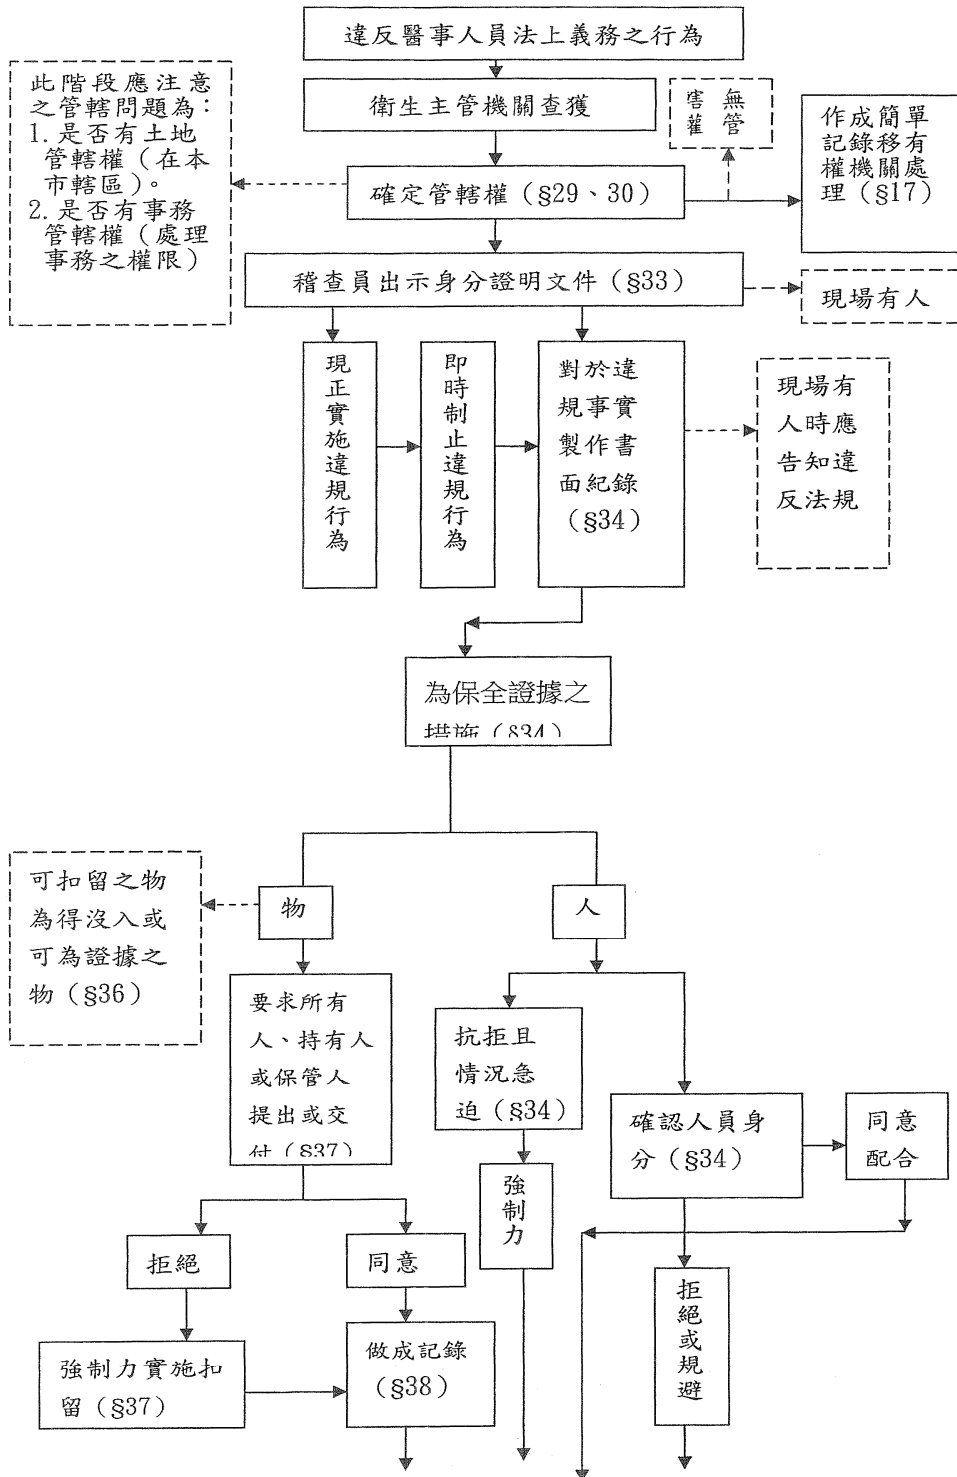 違反醫事人員法上義務之行為
此階段應注意
之管轄問題為：
1. 是否有土地
管轄權（在本
市轄區）。
2. 是否有事務
管轄權（處理
事務之權限）
衛生主管機關查獲
無管
作成簡單
記錄移有
權機關處
理（§17）
確定管轄權（§29、30）
稽查員出示身分證明文件（§33）
現場有人
現正實施違規行為
即時制止違規行為
對於違
規事實
製作書
面紀錄
（§34）
現場有
人時應
告知違
反法規
為保全證據之
措施（§34）
可扣留之物
為得沒入或
可為證據之
物（§36）
物
人
要求所有
人、持有人
或保管人
提出或交
付（§37）
抗拒且
情況急
迫（§34）
確認人員身
分（§34）
同意
配合
強制力
拒絕
同意
拒絕或規避
強制力實施扣
留（§37）
做成記錄
（§38）